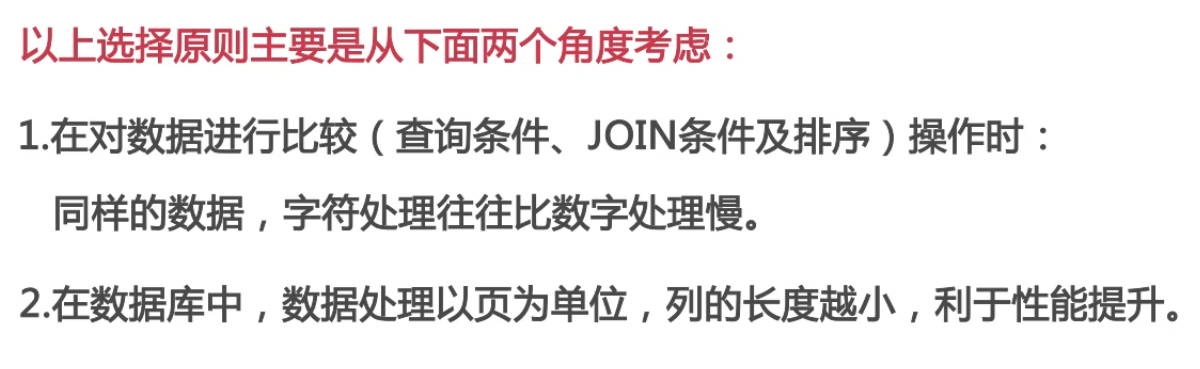 以上选择原则主要是从下面两个角度考虑：
1.在对数据进行比较（查询条件、JOIN条件及排序）操作时：
同样的数据，字符处理往往比数字处理慢。
2.在数据库中，数据处理以页为单位，列的长度越小，利于性能提升。